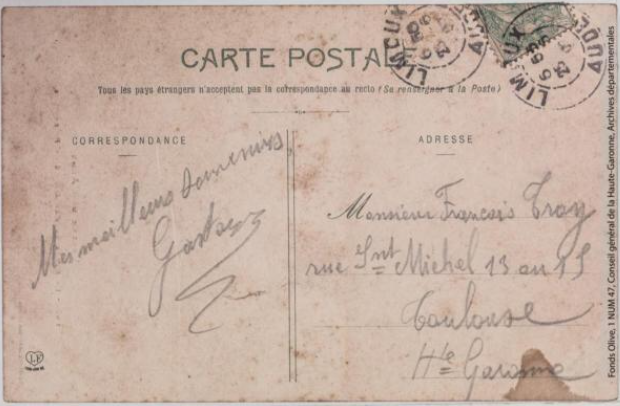 CARTE POSTALE
Tous les pays étrangers n'acceptent pas la correspondance au recto (Se renseigner à la Poste)
CORRESPONDANCE
Mes meilleurs souvenirs
Gaston
ADRESSE
Monsieur François Tray
rue Snt Michel 13 au 15
Toulouse
Hte Garonne
LIMOUX
AUDE
LIMOUX
AUDE
Fonds Olive, 1 NUM 47, Conseil général de la Haute-Garonne, Archives départementales